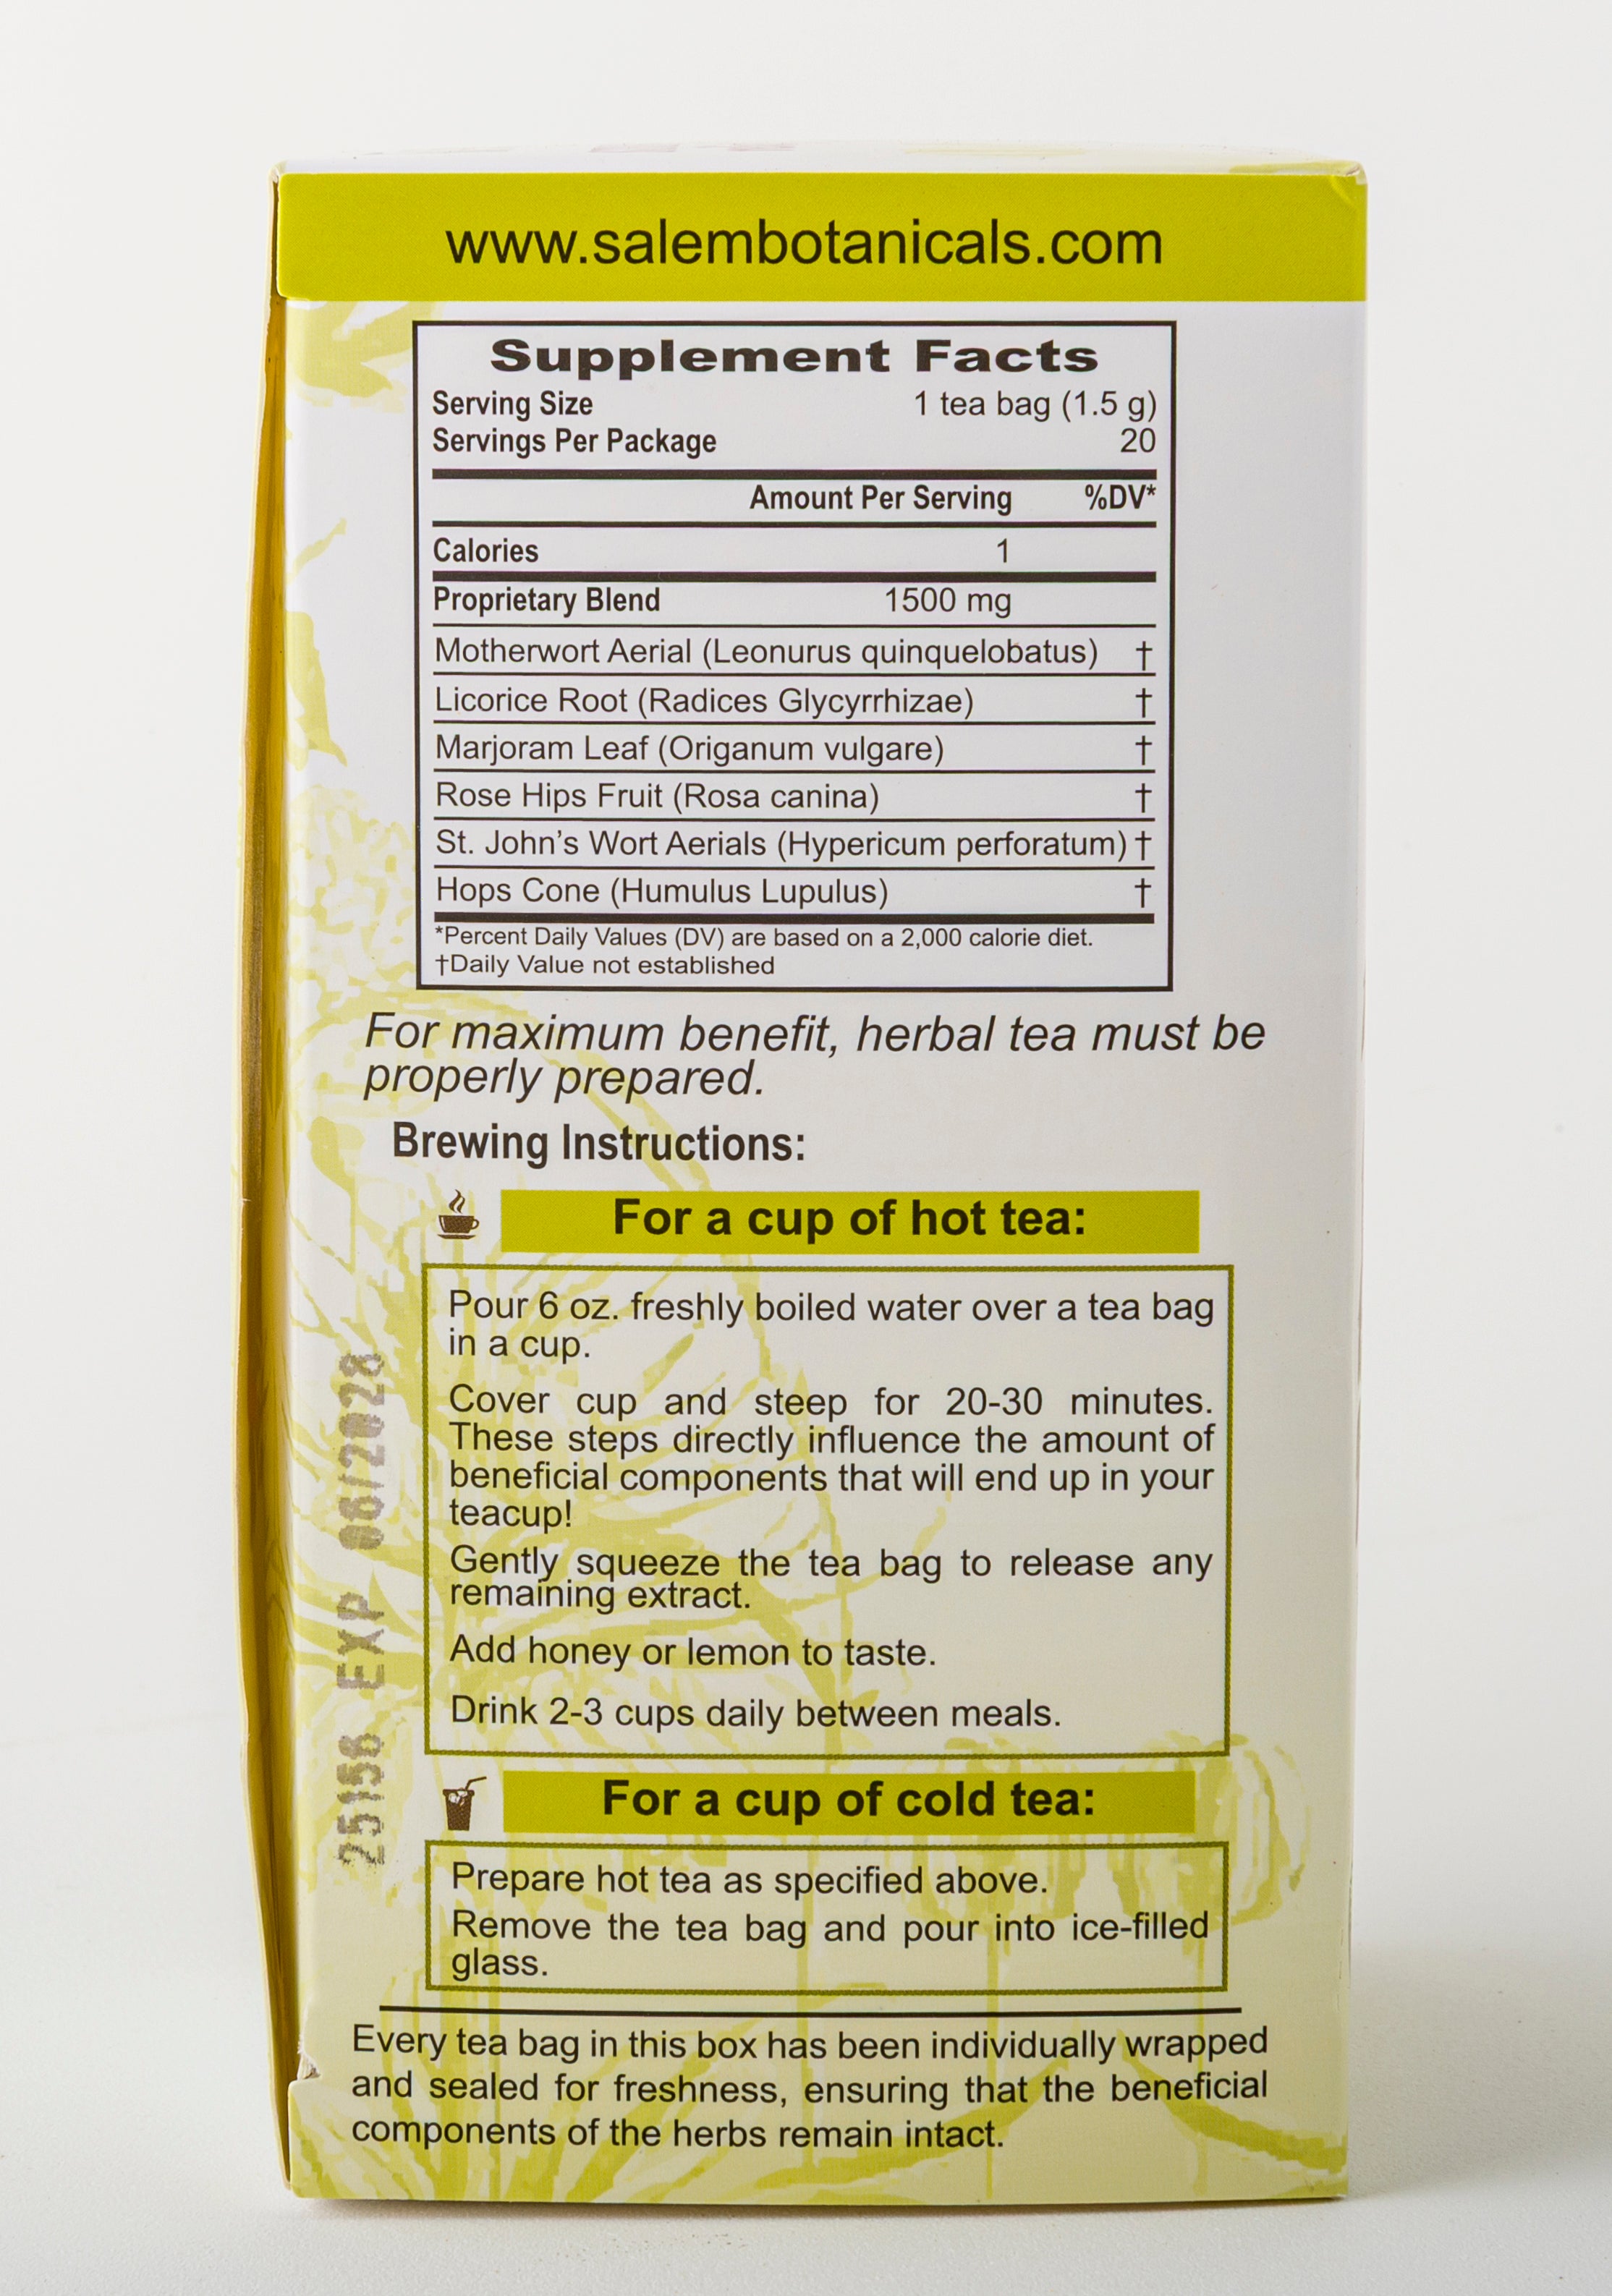 www.salembotanicals.com
Supplement Facts
Serving Size 1 tea bag (1.5 g)
Servings Per Package 20
Amount Per Serving %DV*
Calories 1
Proprietary Blend 1500 mg
Motherwort Aerial (Leonurus quinquelobatus) †
Licorice Root (Radices Glycyrrhizae) †
Marjoram Leaf (Origanum vulgare) †
Rose Hips Fruit (Rosa canina) †
St. John's Wort Aerials (Hypericum perforatum) †
Hops Cone (Humulus Lupulus) †
*Percent Daily Values (DV) are based on a 2,000 calorie diet.
†Daily Value not established
For maximum benefit, herbal tea must be
properly prepared.
Brewing Instructions:
For a cup of hot tea:
Pour 6 oz. freshly boiled water over a tea bag
in a cup.
Cover cup and steep for 20-30 minutes.
These steps directly influence the amount of
beneficial components that will end up in your
teacup!
Gently squeeze the tea bag to release any
remaining extract.
Add honey or lemon to taste.
Drink 2-3 cups daily between meals.
For a cup of cold tea:
Prepare hot tea as specified above.
Remove the tea bag and pour into ice-filled
glass.
Every tea bag in this box has been individually wrapped
and sealed for freshness, ensuring that the beneficial
components of the herbs remain intact.
25156 EXP 06/2028